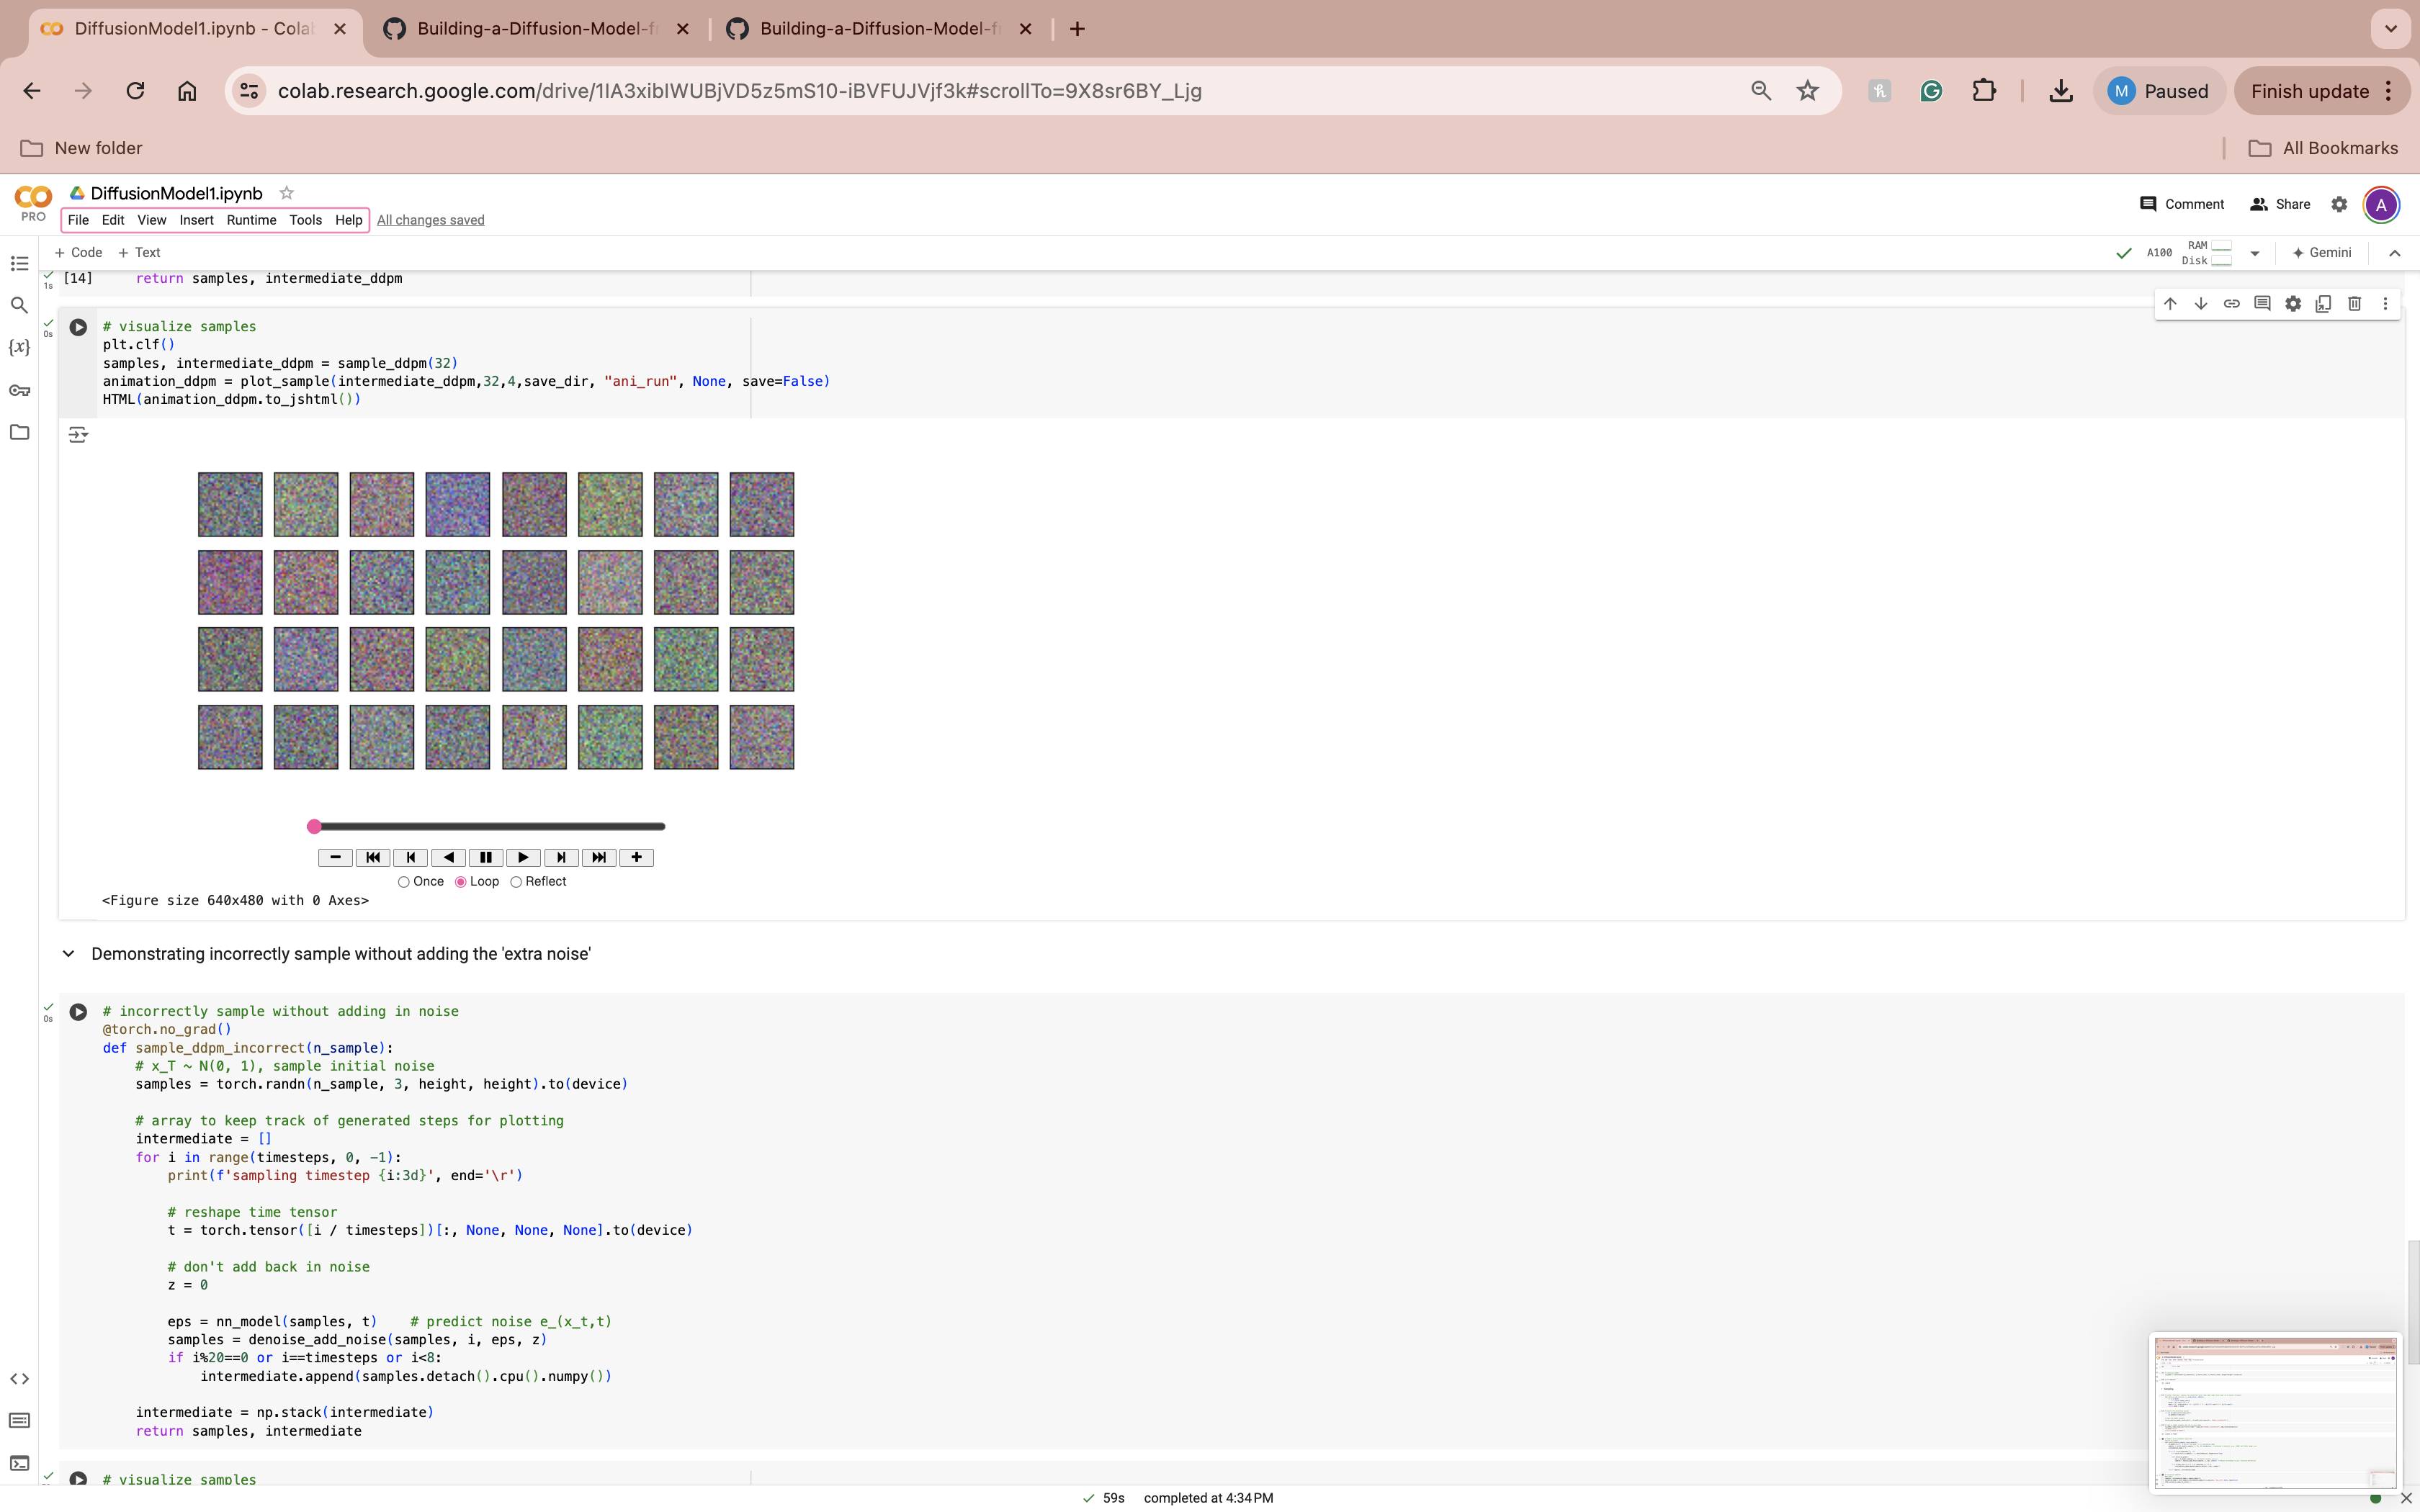 DiffusionModel1.ipynb - Cola
Building-a-Diffusion-Model-f
Building-a-Diffusion-Model-f
colab.research.google.com/drive/1IA3xibIWUBjVD5z5mS10-iBVFUJVjf3k#scrollTo=9X8sr6BY_Ljg
M Paused
Finish update
New folder
All Bookmarks
PRO
DiffusionModel1.ipynb
File Edit View Insert Runtime Tools Help All changes saved
Comment Share A
+ Code + Text
A100 RAM Disk Gemini
1s [14] return samples, intermediate_ddpm
0s
# visualize samples
plt.clf()
samples, intermediate_ddpm = sample_ddpm(32)
animation_ddpm = plot_sample(intermediate_ddpm,32,4,save_dir, "ani_run", None, save=False)
HTML(animation_ddpm.to_jshtml())
Once Loop Reflect
<Figure size 640x480 with 0 Axes>
Demonstrating incorrectly sample without adding the 'extra noise'
0s
# incorrectly sample without adding in noise
@torch.no_grad()
def sample_ddpm_incorrect(n_sample):
# x_T ~ N(0, 1), sample initial noise
samples = torch.randn(n_sample, 3, height, height).to(device)
# array to keep track of generated steps for plotting
intermediate = []
for i in range(timesteps, 0, -1):
print(f'sampling timestep {i:3d}', end='\r')
# reshape time tensor
t = torch.tensor([i / timesteps])[:, None, None, None].to(device)
# don't add back in noise
z = 0
eps = nn_model(samples, t)    # predict noise e_(x_t,t)
samples = denoise_add_noise(samples, i, eps, z)
if i%20==0 or i==timesteps or i<8:
intermediate.append(samples.detach().cpu().numpy())
intermediate = np.stack(intermediate)
return samples, intermediate
# visualize samples
59s completed at 4:34 PM